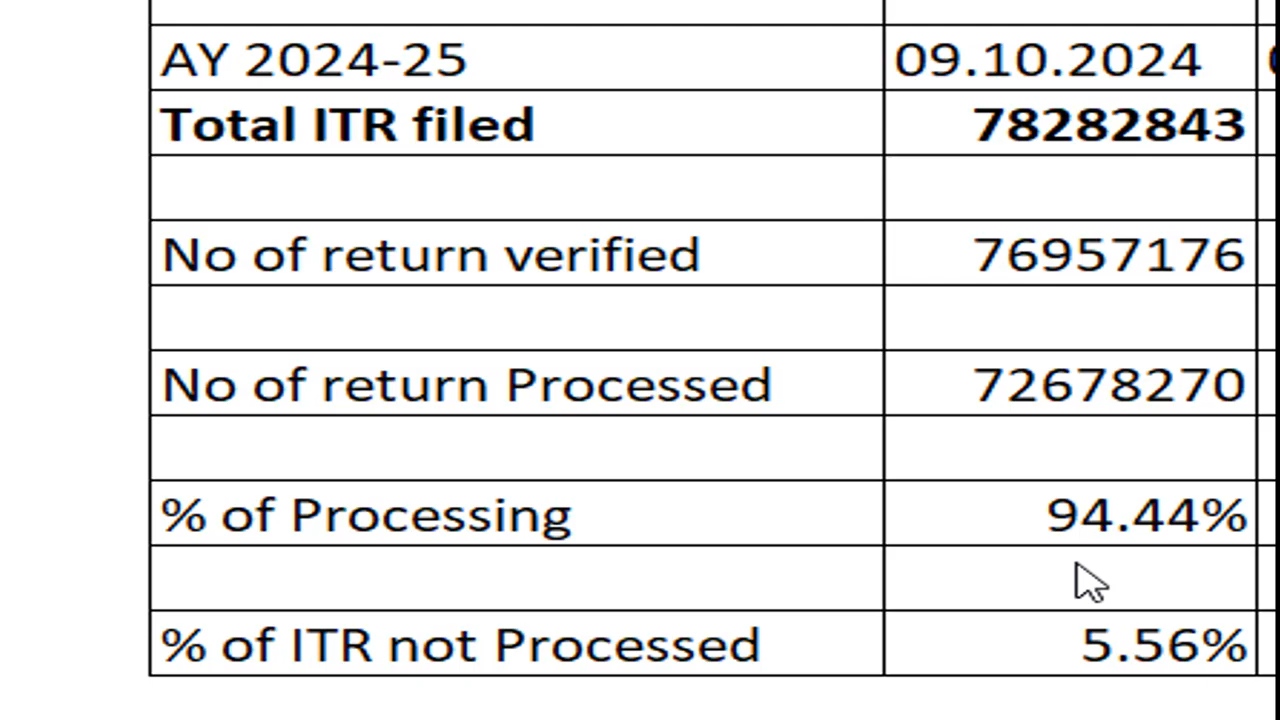 AY 2024-25 09.10.2024
Total ITR filed 78282843
No of return verified 76957176
No of return Processed 72678270
% of Processing 94.44%
% of ITR not Processed 5.56%